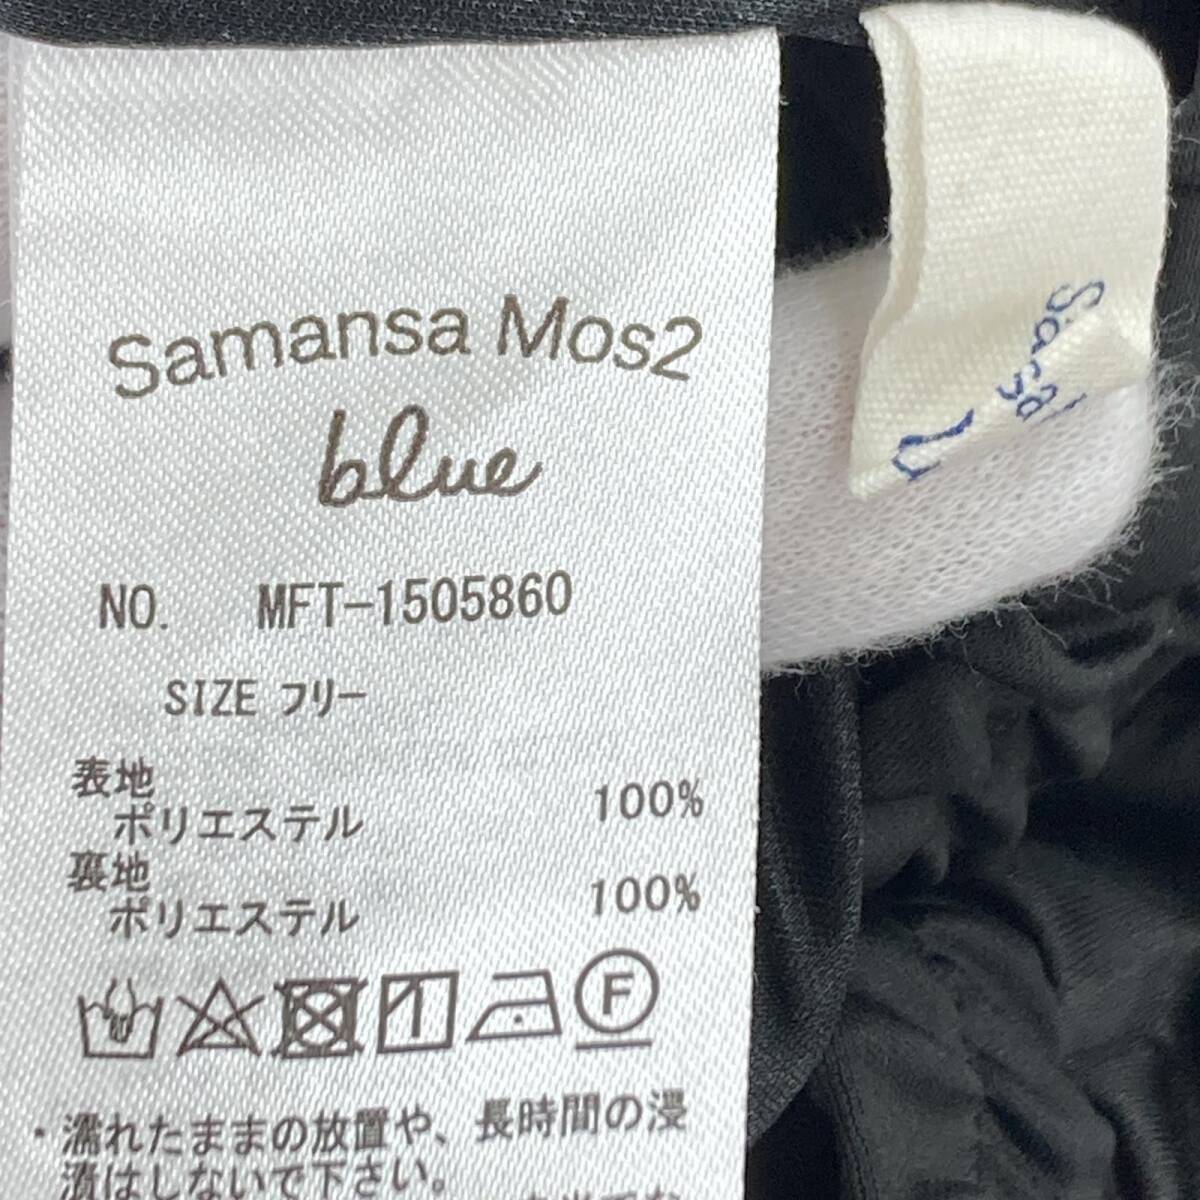 Samansa Mos2
blue
NO. MFT-1505860
SIZE フリー
表地
ポリエステル 100%
裏地
ポリエステル 100%
F
・濡れたままの放置や、長時間の浸
漬はしないで下さい。